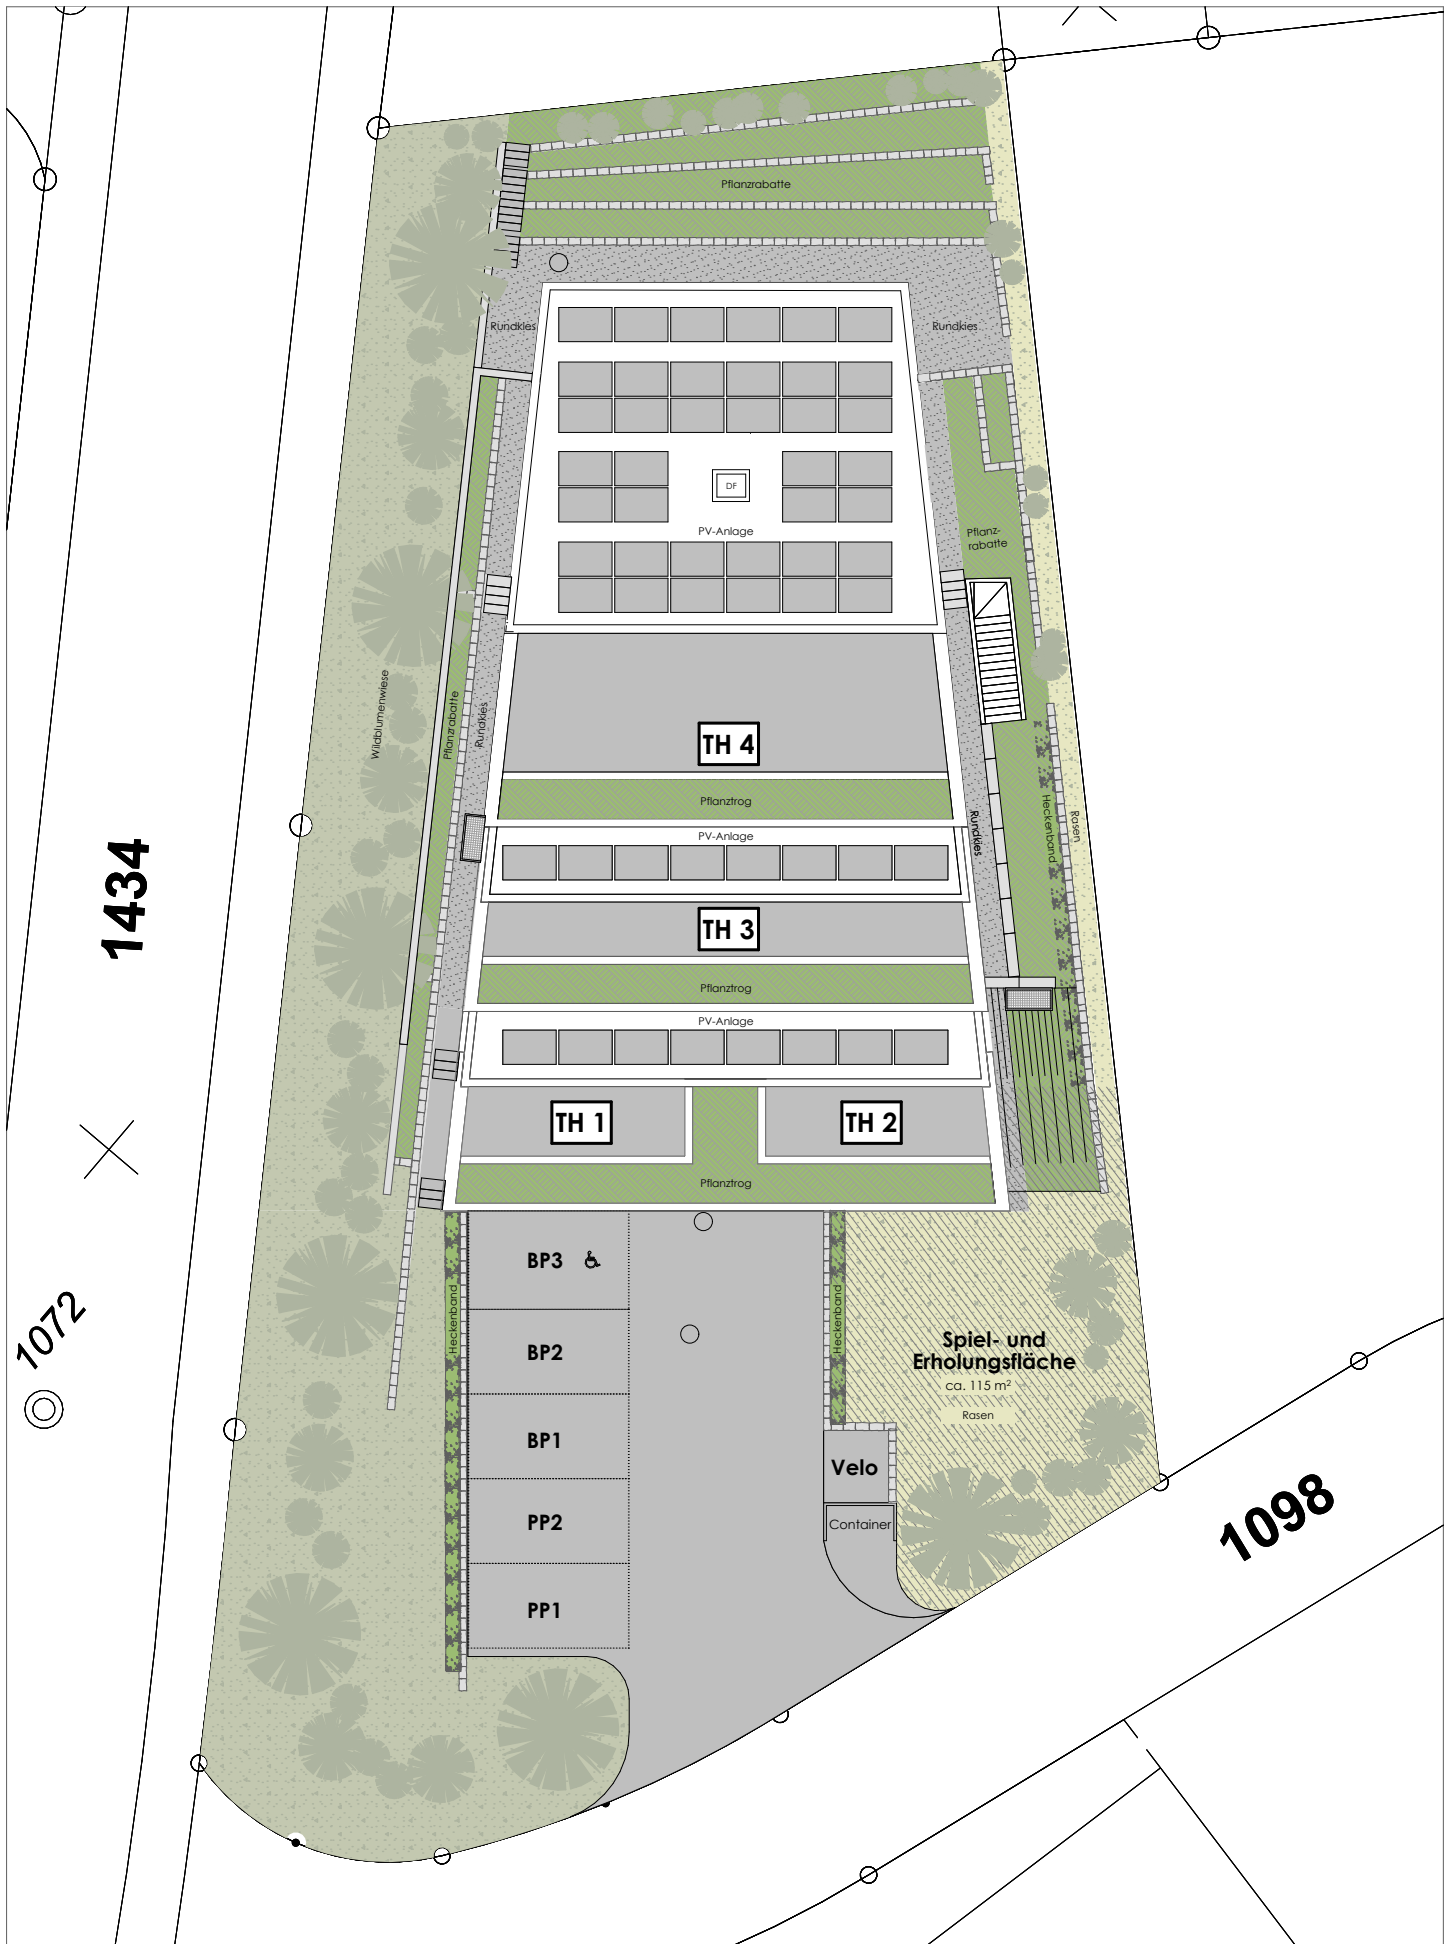 Pflanzrabatte
Rundkies
Rundkies
DF
PV-Anlage
Pflanz-
rabatte
Wildblumenwiese
Pflanzrabatte
Rundkies
TH 4
Pflanztrog
PV-Anlage
Rundkies
Heckenband
Rasen
1434
TH 3
Pflanztrog
PV-Anlage
TH 1
TH 2
Pflanztrog
1072
Heckenband
BP3
BP2
BP1
PP2
PP1
Heckenband
Spiel- und
Erholungsfläche
ca. 115 m²
Rasen
Velo
Container
1098